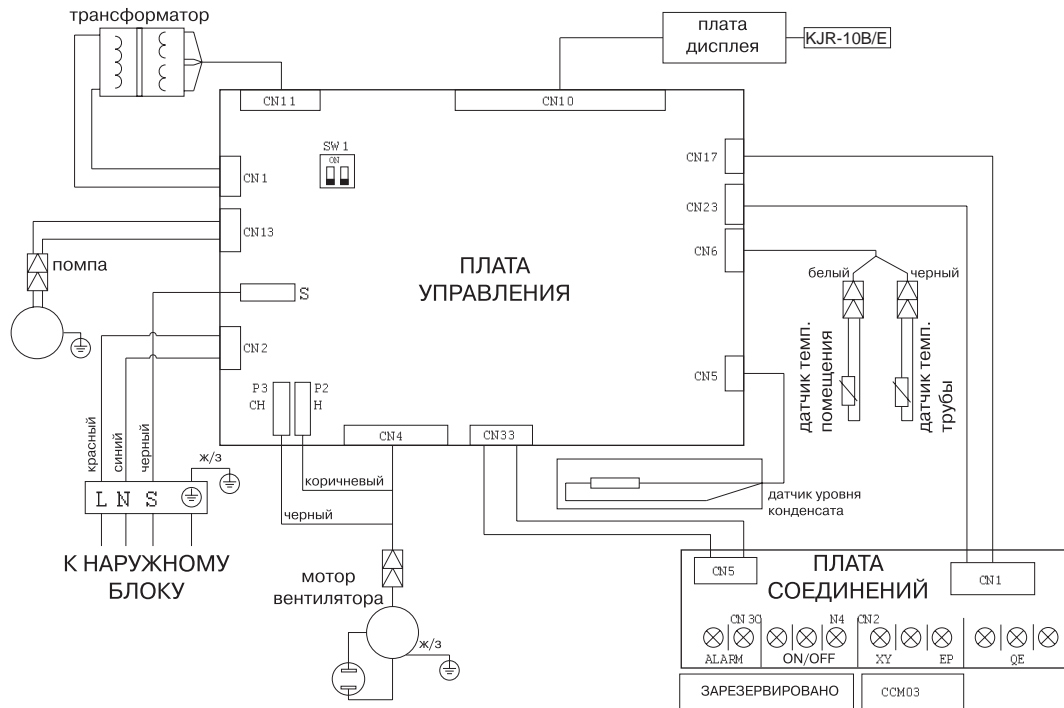 трансформатор
плата
дисплея
KJR-10B/E
CN11
CN10
SW1
ON
CN17
CN1
CN23
CN13
CN6
помпа
ПЛАТА
УПРАВЛЕНИЯ
белый
черный
S
датчик темп.
помещения
датчик темп.
трубы
CN2
CN5
P3
CH
P2
H
CN4
CN33
красный
синий
черный
ж/з
L N S
коричневый
черный
датчик уровня
конденсата
К НАРУЖНОМУ
БЛОКУ
мотор
вентилятора
ж/з
CN5
ПЛАТА
СОЕДИНЕНИЙ
CN1
CN30
N4
CN2
ALARM
ON/OFF
XY
EP
QE
ЗАРЕЗЕРВИРОВАНО
CCM03